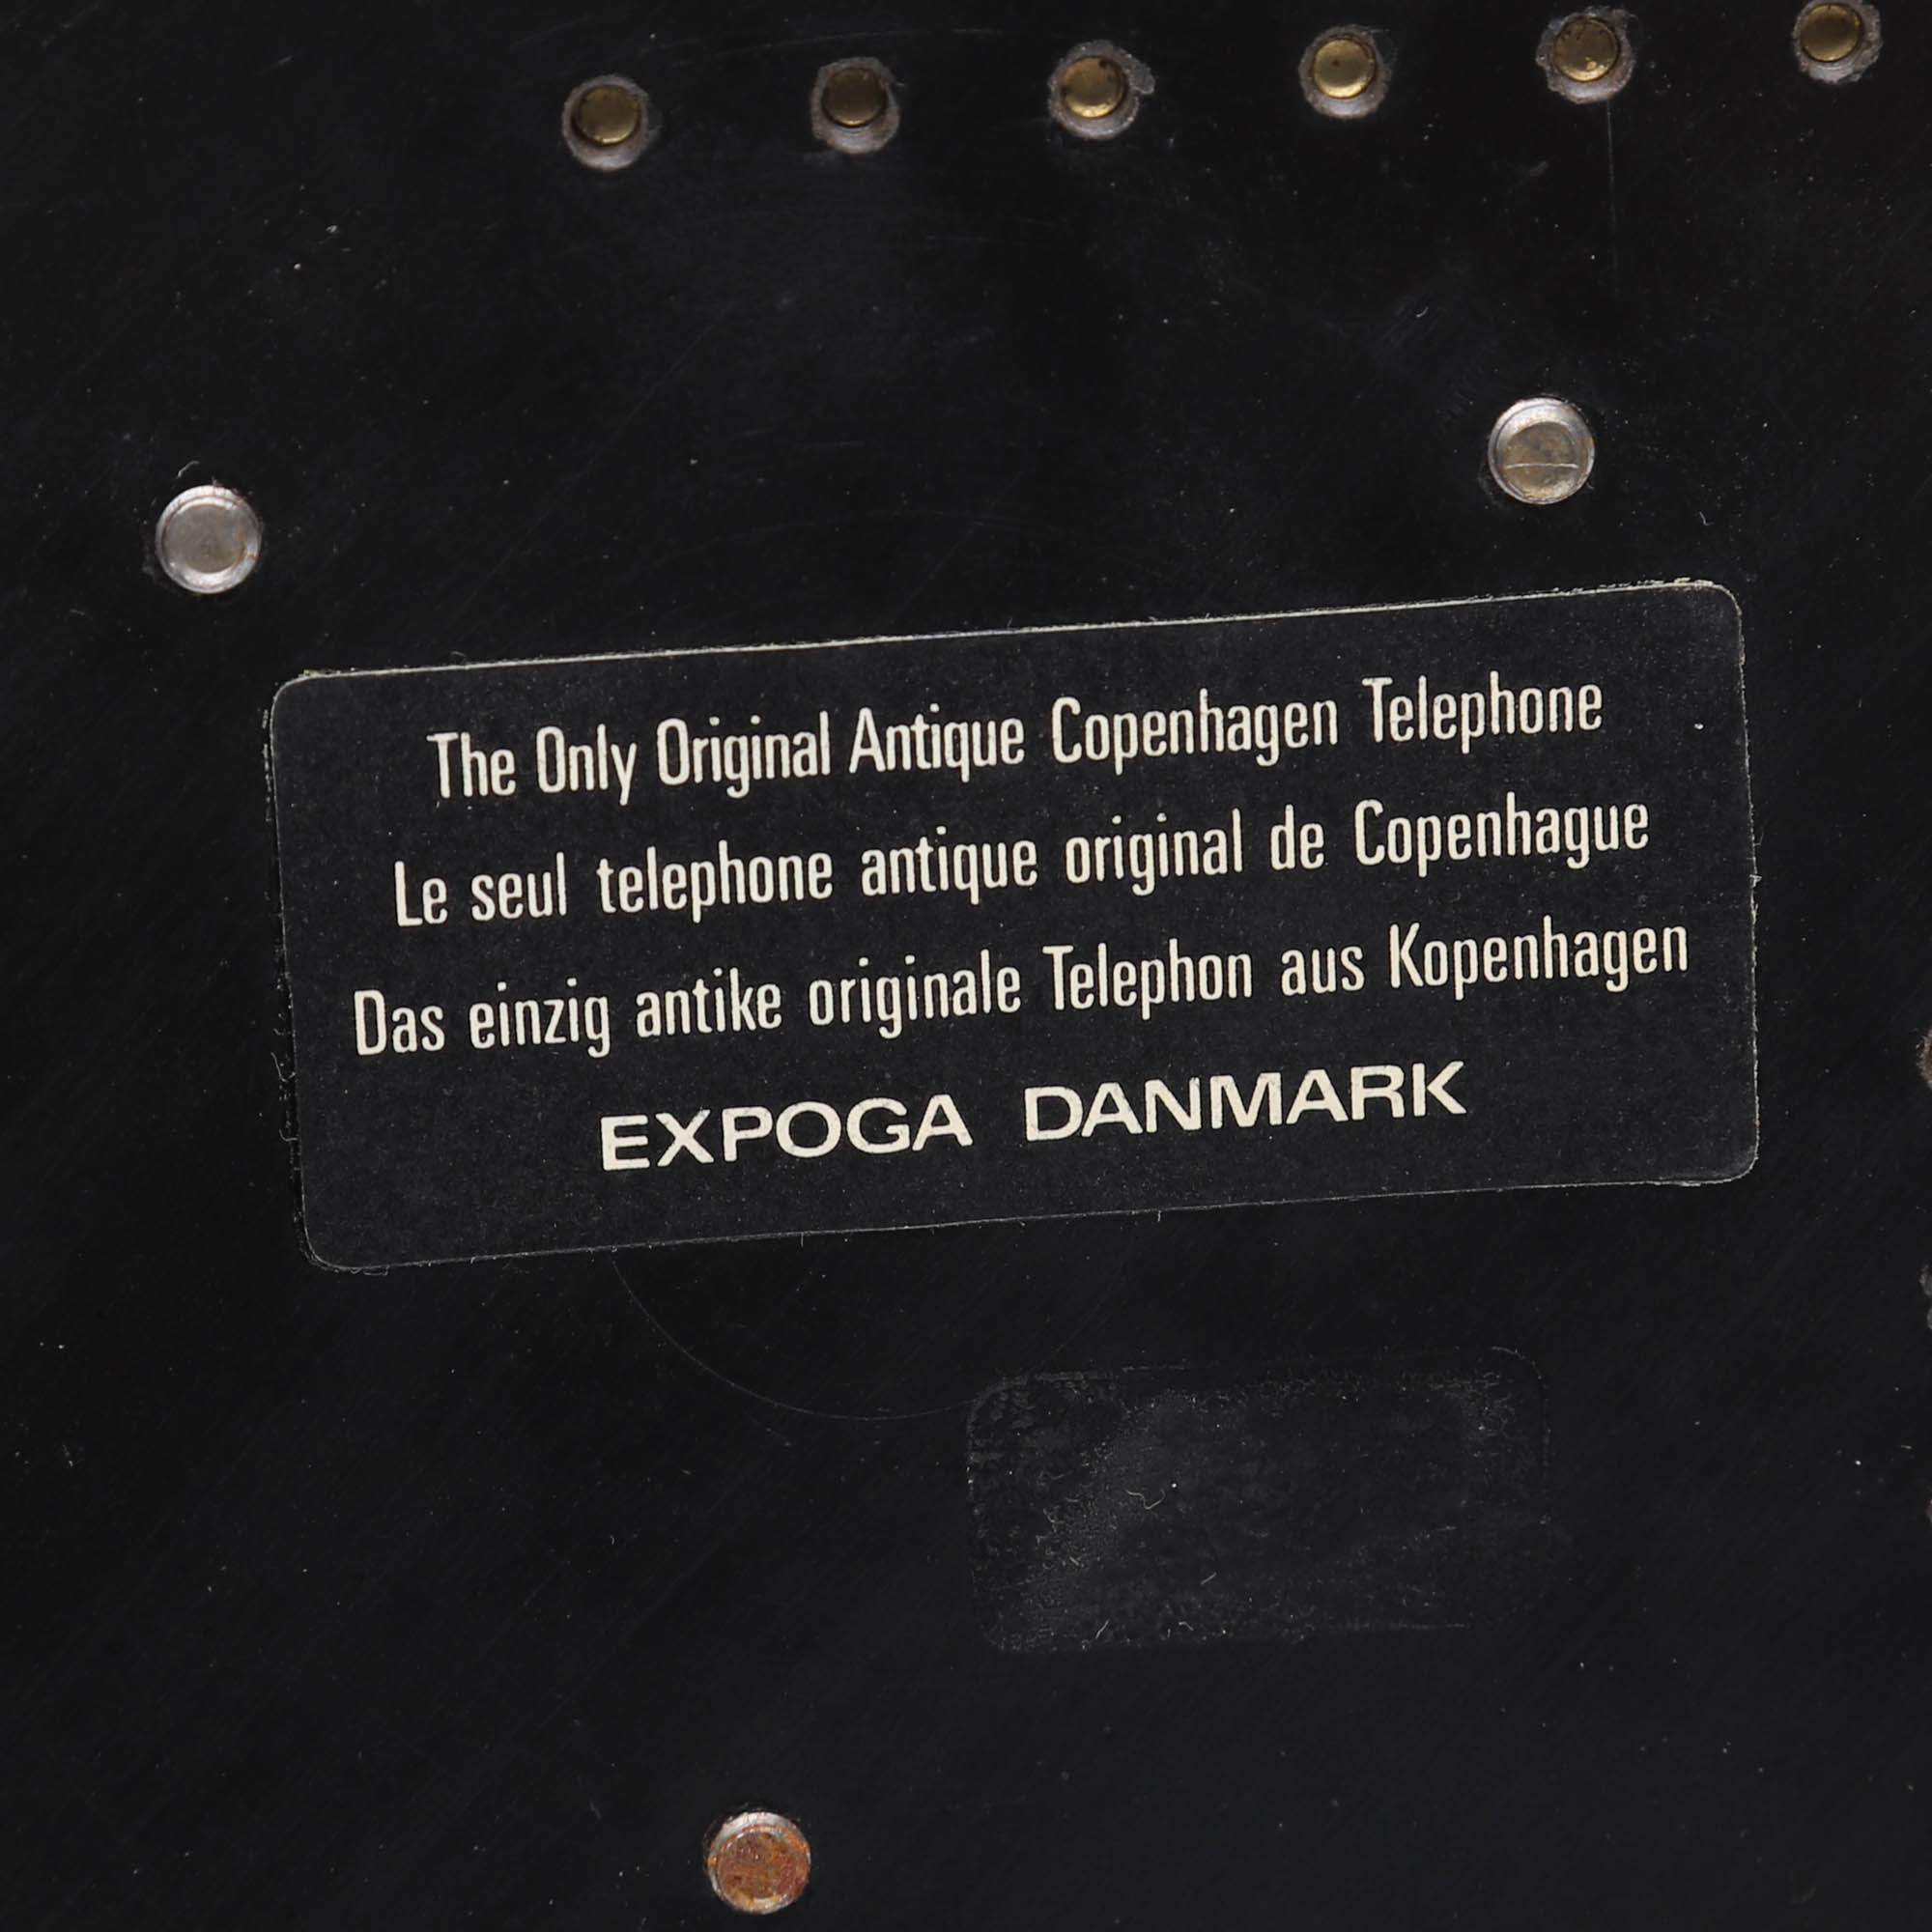 The Only Original Antique Copenhagen Telephone
Le seul telephone antique original de Copenhague
Das einzig antike originale Telephon aus Kopenhagen
EXPOGA DANMARK